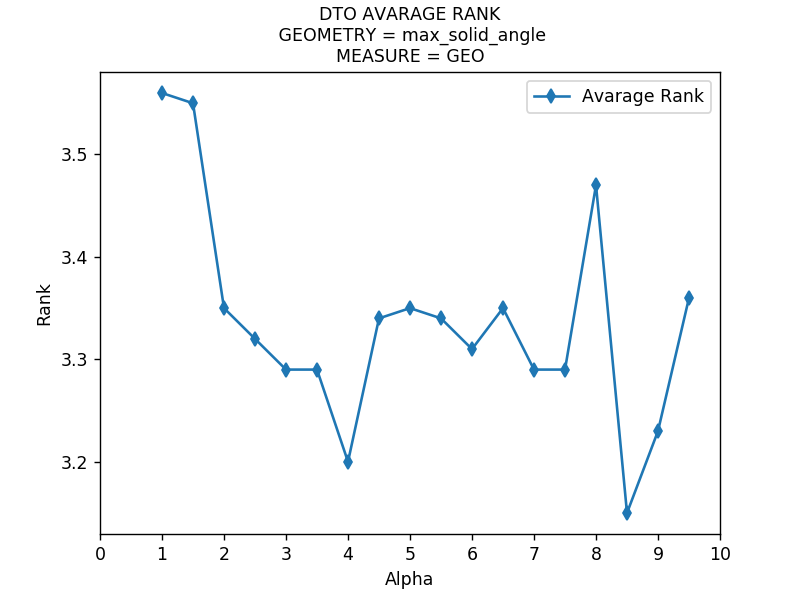 DTO AVARAGE RANK
GEOMETRY = max_solid_angle
MEASURE = GEO
Avarage Rank
3.5
3.4
3.3
3.2
Rank
0 1 2 3 4 5 6 7 8 9 10
Alpha